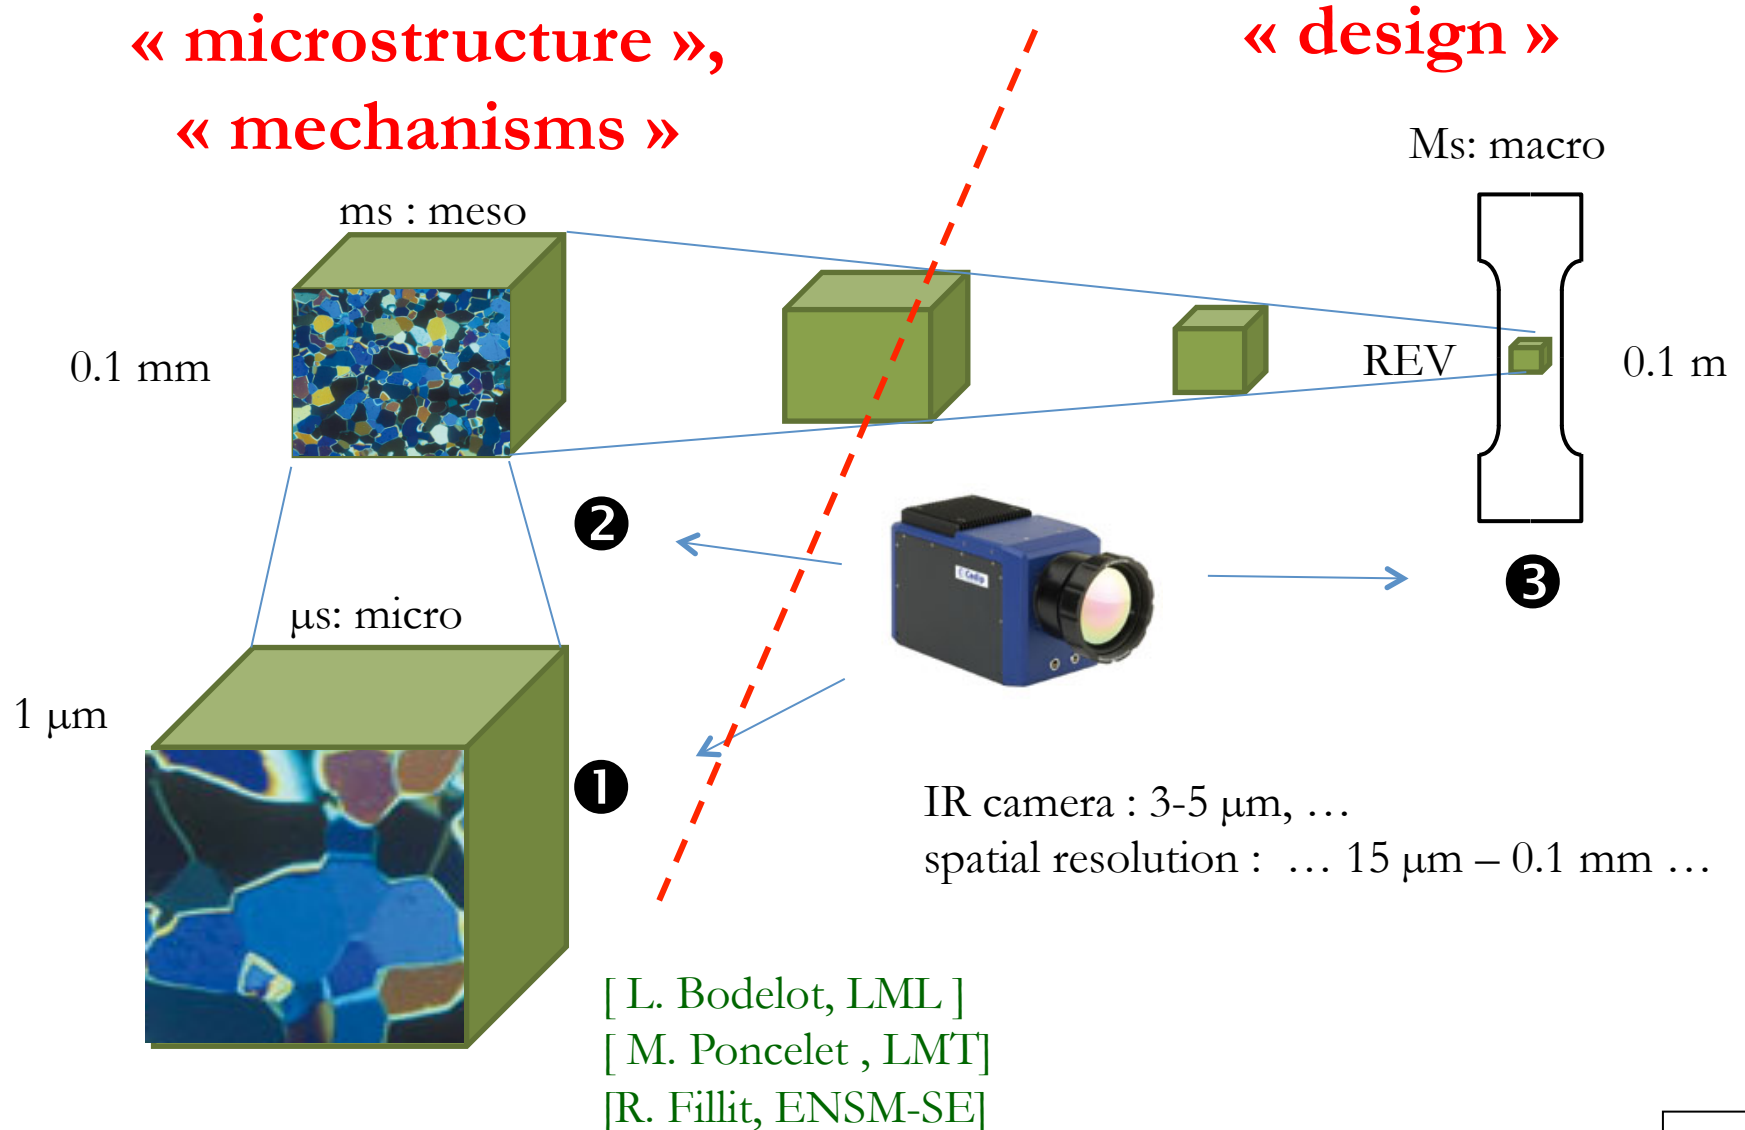 « microstructure »,
« mechanisms »
« design »
Ms: macro
ms : meso
0.1 mm
REV
0.1 m
❷
❸
µs: micro
1 µm
❶
Cedip
IR camera : 3-5 µm, …
spatial resolution : … 15 µm – 0.1 mm …
[ L. Bodelot, LML ]
[ M. Poncelet , LMT]
[R. Fillit, ENSM-SE]